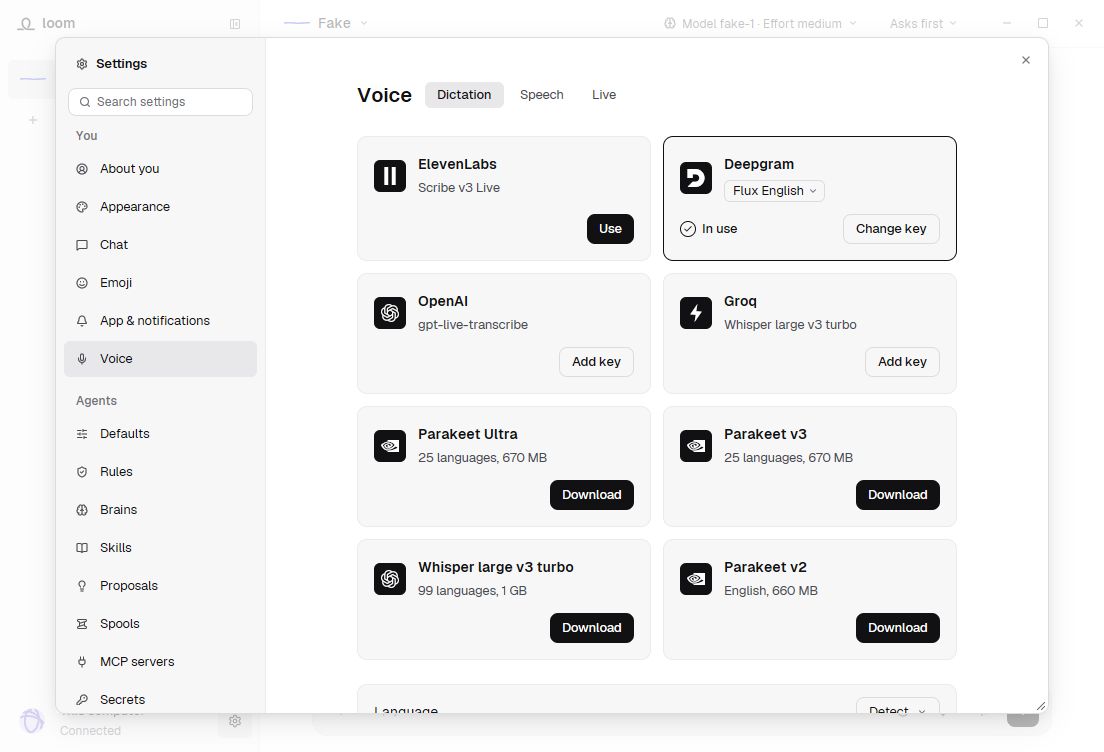 loom
Fake
Model fake-1 · Effort medium
Asks first
Settings
Search settings
You
About you
Appearance
Chat
Emoji
App & notifications
Voice
Agents
Defaults
Rules
Brains
Skills
Proposals
Spools
MCP servers
Secrets
This computer
Connected
Voice
Dictation
Speech
Live
ElevenLabs
Scribe v3 Live
Use
Deepgram
Flux English
In use
Change key
OpenAI
gpt-live-transcribe
Add key
Groq
Whisper large v3 turbo
Add key
Parakeet Ultra
25 languages, 670 MB
Download
Parakeet v3
25 languages, 670 MB
Download
Whisper large v3 turbo
99 languages, 1 GB
Download
Parakeet v2
English, 660 MB
Download
Language
Detect